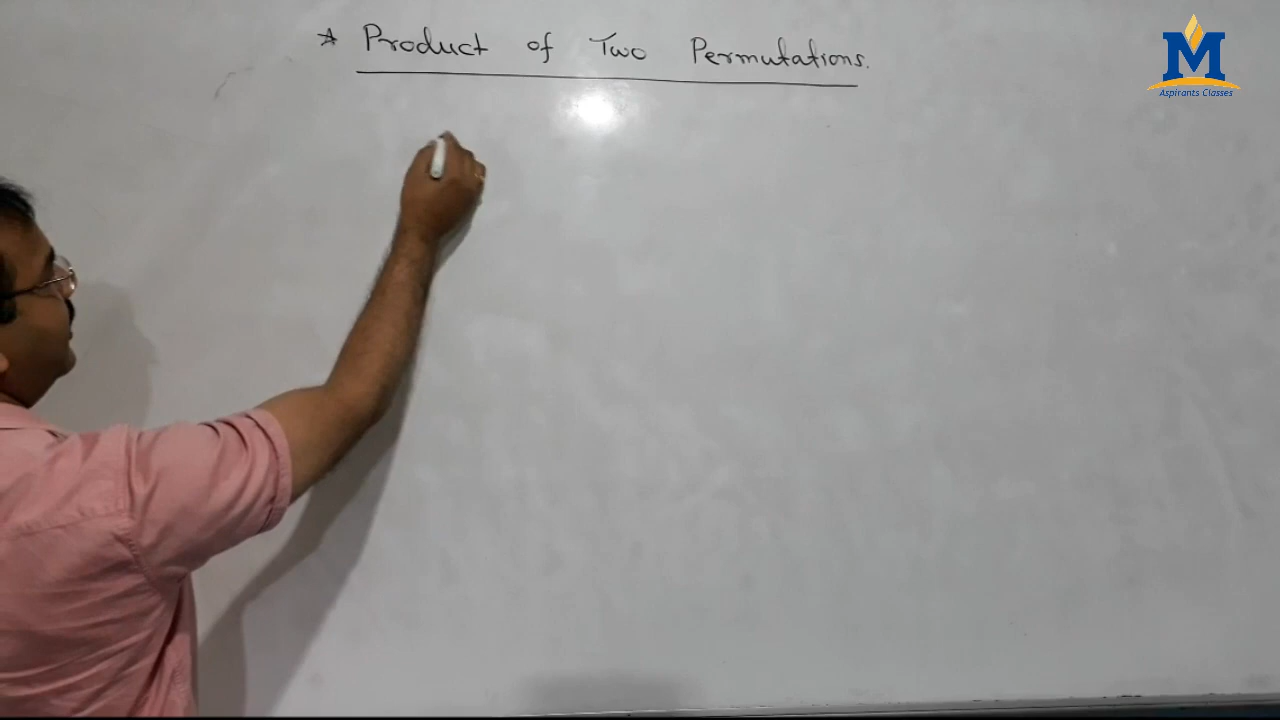 * Product of Two Permutations.
M
Aspirants Classes